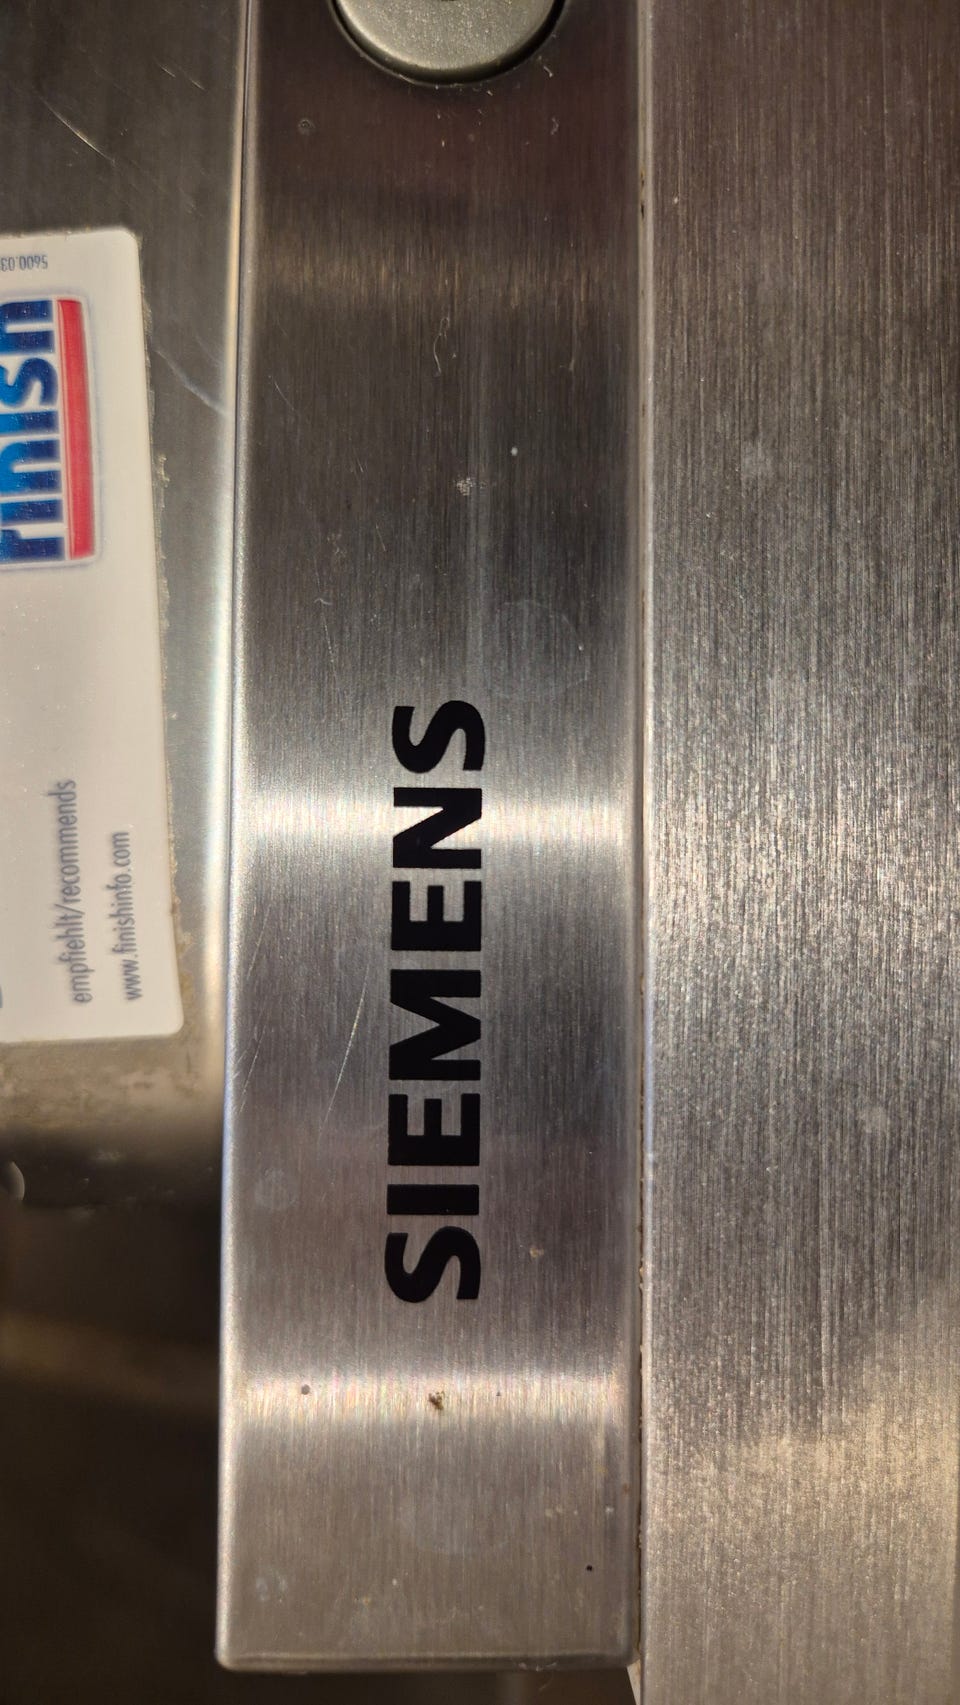 5600.03
finish
empfiehlt/recommends
www.finishinfo.com
SIEMENS